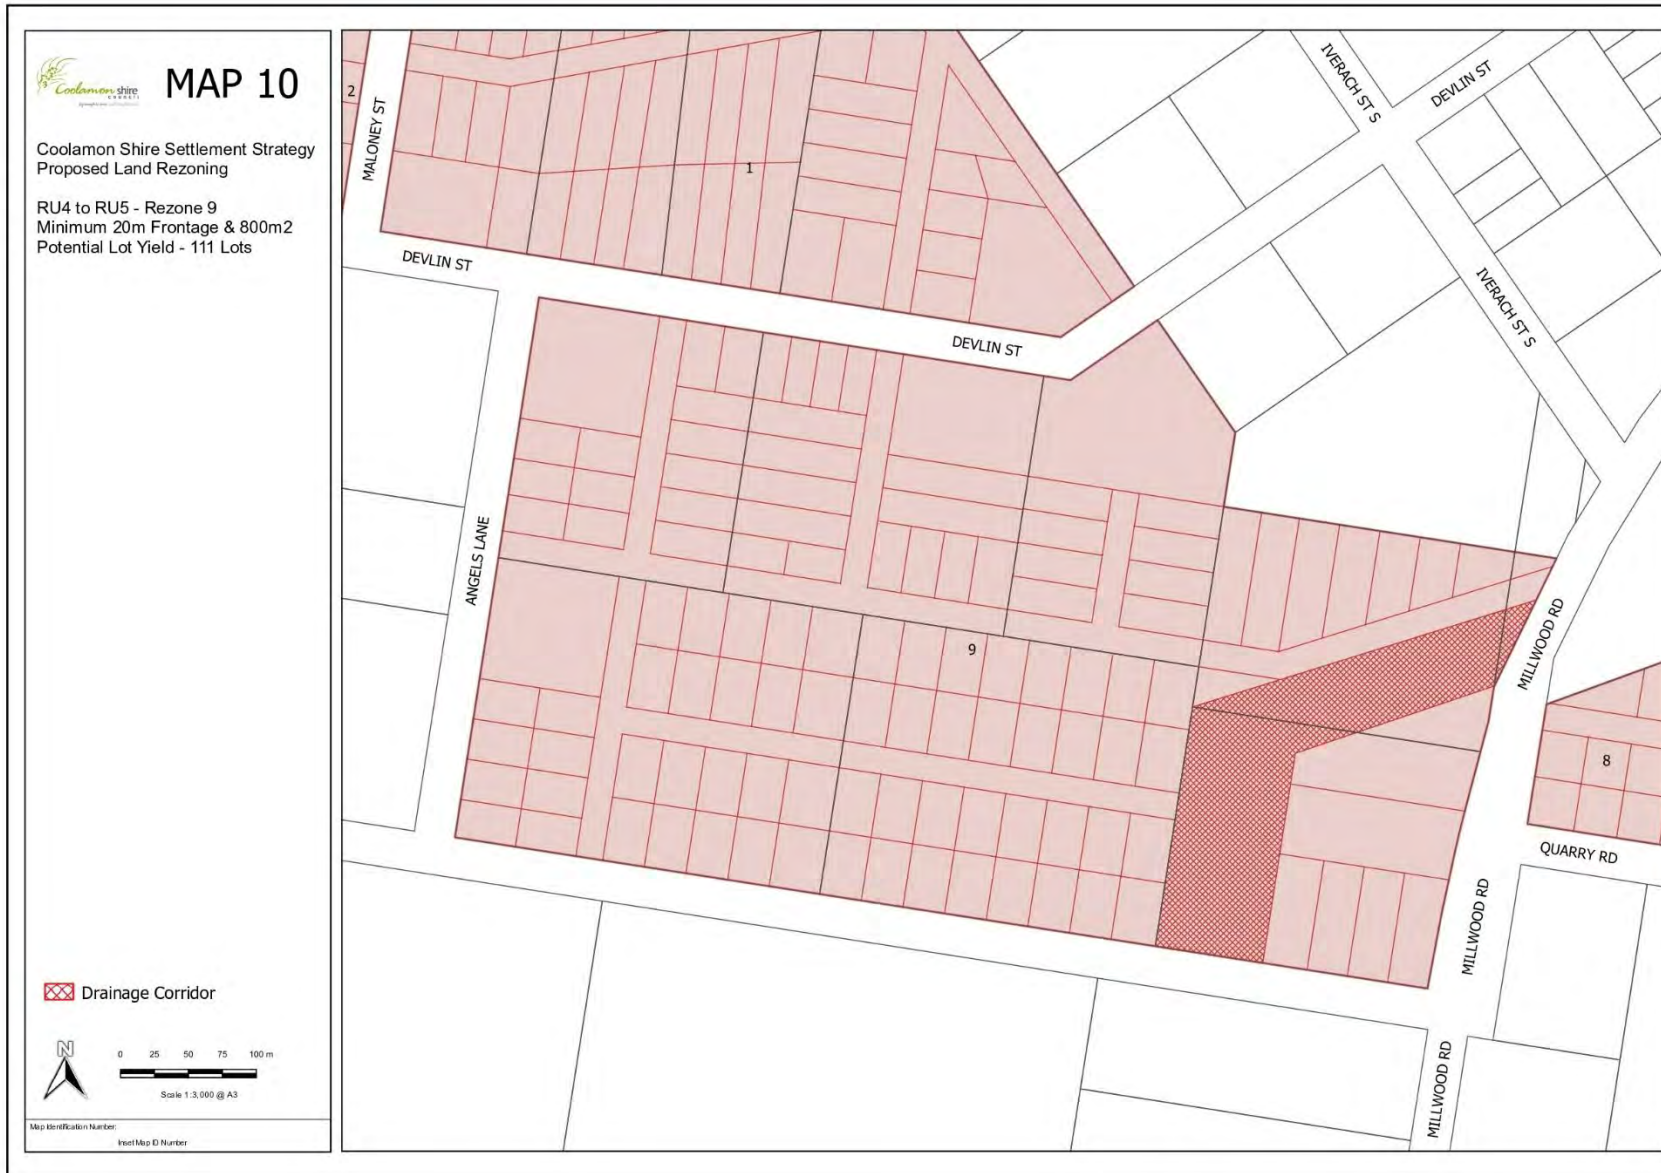 Coolamon shire
COUNCIL
MAP 10
Coolamon Shire Settlement Strategy
Proposed Land Rezoning
RU4 to RU5 - Rezone 9
Minimum 20m Frontage & 800m2
Potential Lot Yield - 111 Lots
Drainage Corridor
N
0 25 50 75 100 m
Scale 1:3,000 @ A3
Map Identification Number:
Inset Map ID Number
2
MALONEY ST
1
DEVLIN ST
DEVLIN ST
IVERACH ST S
DEVLIN ST
IVERACH ST S
ANGELS LANE
9
MILLWOOD RD
8
QUARRY RD
MILLWOOD RD
MILLWOOD RD